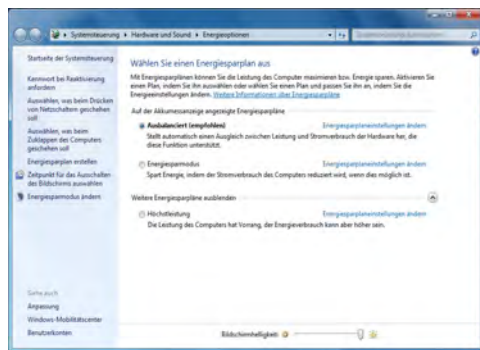 Systemsteuerung ▸ Hardware und Sound ▸ Energieoptionen
Startseite der Systemsteuerung
Kennwort bei Reaktivierung
anfordern
Auswählen, was beim Drücken
von Netzschaltern geschehen
soll
Auswählen, was beim
Zuklappen des Computers
geschehen soll
Energiesparplan erstellen
Zeitpunkt für das Ausschalten
des Bildschirms auswählen
Energiesparmodus ändern
Siehe auch
Anpassung
Windows-Mobilitätscenter
Benutzerkonten
Wählen Sie einen Energiesparplan aus
Mit Energiesparplänen können Sie die Leistung des Computer maximieren bzw. Energie sparen. Aktivieren Sie
einen Plan, indem Sie ihn auswählen oder wählen Sie einen Plan und passen Sie ihn an, indem Sie die
Energieeinstellungen ändern. Weitere Informationen über Energiesparpläne
Auf der Akkumessanzeige angezeigte Energiesparpläne
Ausbalanciert (empfohlen) Energiesparplaneinstellungen ändern
Stellt automatisch einen Ausgleich zwischen Leistung und Stromverbrauch der Hardware her, die
diese Funktion unterstützt.
Energiesparmodus Energiesparplaneinstellungen ändern
Spart Energie, indem der Stromverbrauch des Computers reduziert wird, wenn dies möglich ist.
Weitere Energiesparpläne ausblenden
Höchstleistung Energiesparplaneinstellungen ändern
Die Leistung des Computers hat Vorrang, der Energieverbrauch kann aber höher sein.
Bildschirmhelligkeit: